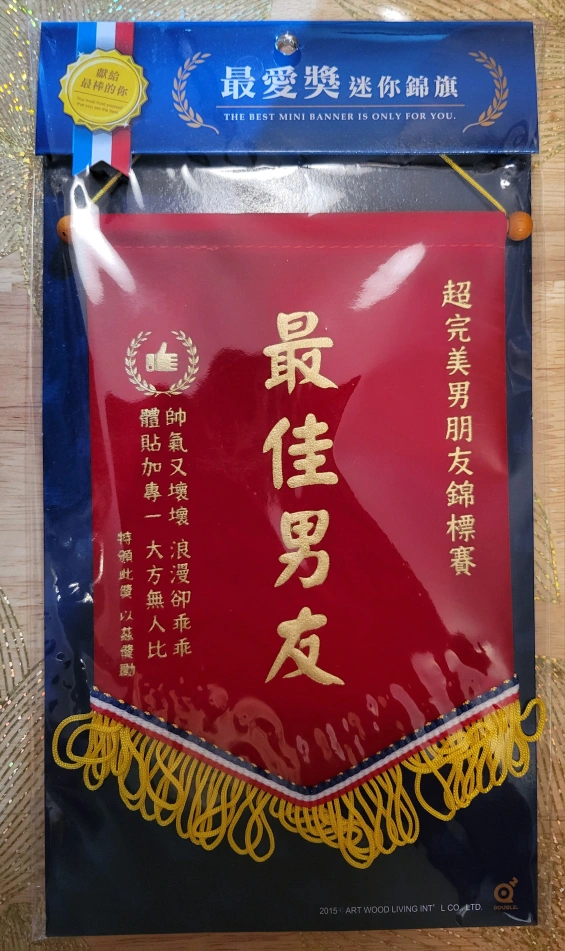 獻給
最棒的你
最愛獎 迷你錦旗
THE BEST MINI BANNER IS ONLY FOR YOU.
超完美男朋友錦標賽
最佳男友
帥氣又壞壞 浪漫卻乖乖
體貼加專一 大方無人比
特頒此獎 以茲獎勵
2015 ART WOOD LIVING INT'L CO., LTD.
DOUBLE